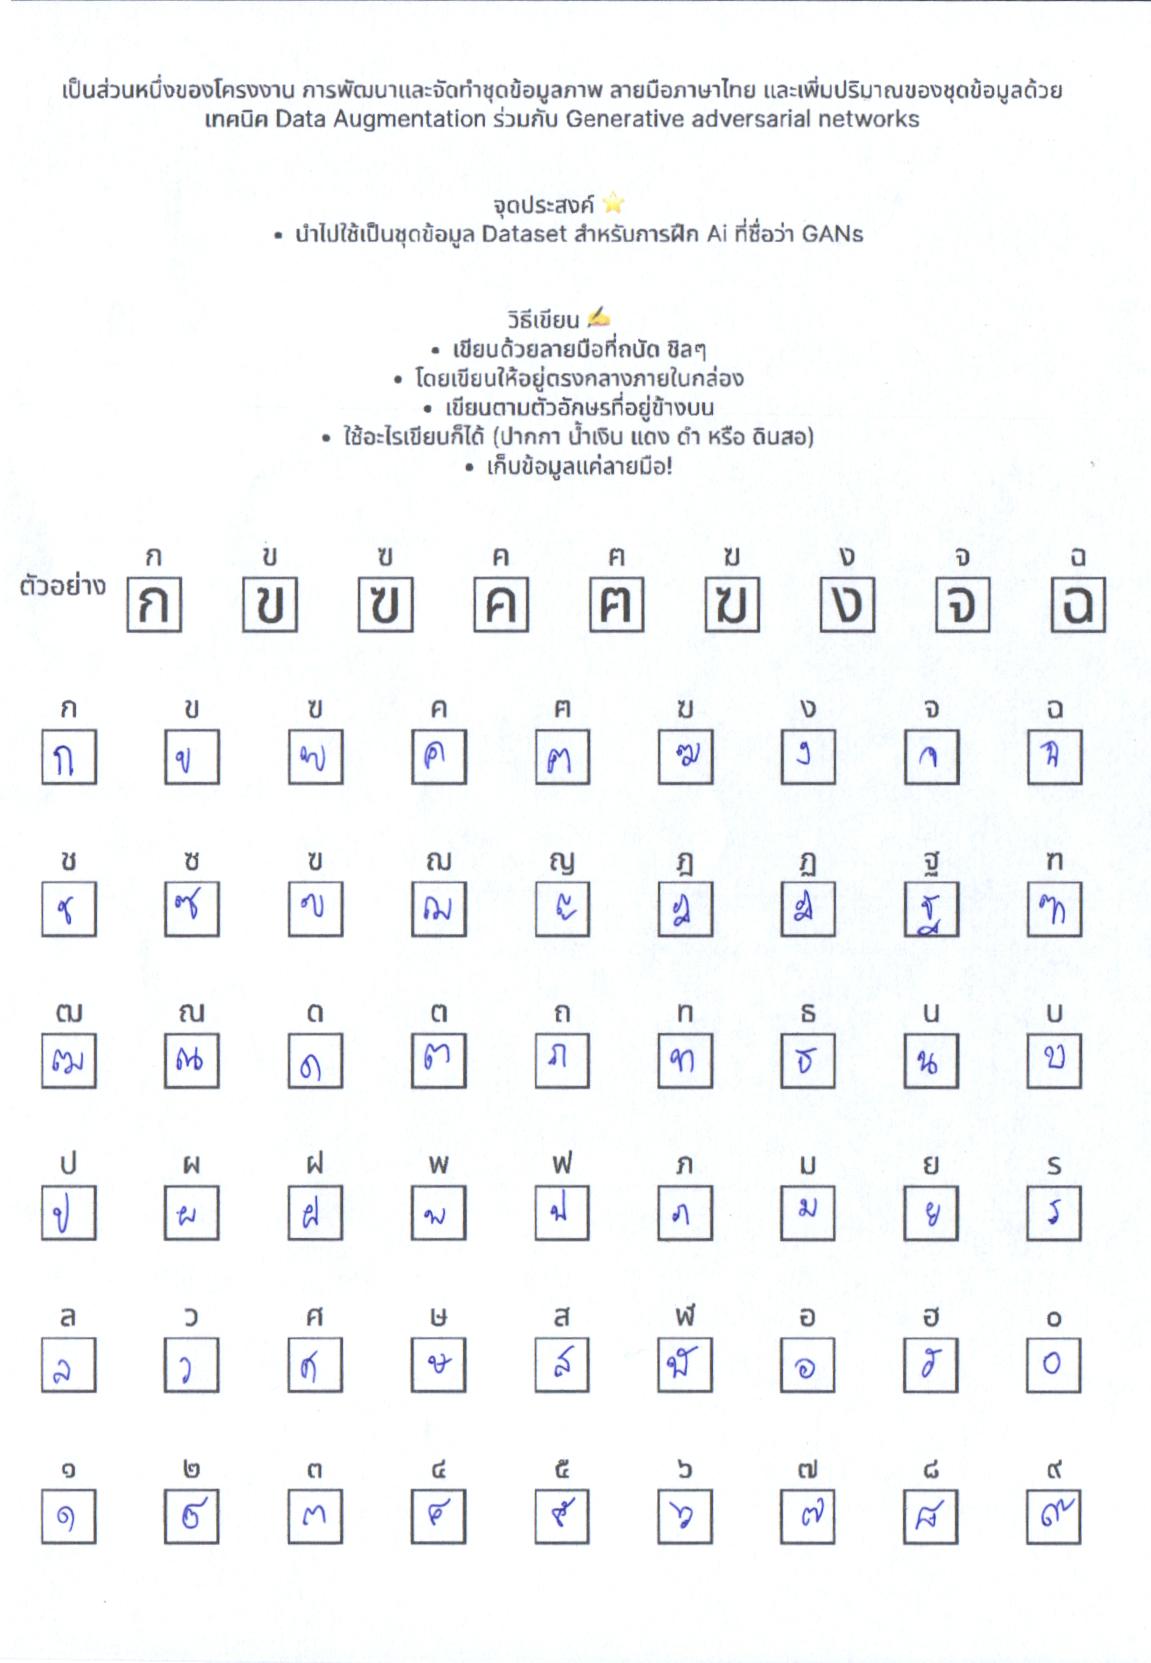 เป็นส่วนหนึ่งของโครงงาน การพัฒนาและจัดทำชุดข้อมูลภาพ ลายมือภาษาไทย และเพิ่มปริมาณของชุดข้อมูลด้วย
เทคนิค Data Augmentation ร่วมกับ Generative adversarial networks
จุดประสงค์ ⭐
• นำไปใช้เป็นชุดข้อมูล Dataset สำหรับการฝึก Ai ที่ชื่อว่า GANs
วิธีเขียน ✍
• เขียนด้วยลายมือที่ถนัด ชิลๆ
• โดยเขียนให้อยู่ตรงกลางภายในกล่อง
• เขียนตามตัวอักษรที่อยู่ข้างบน
• ใช้อะไรเขียนก็ได้ (ปากกา น้ำเงิน แดง ดำ หรือ ดินสอ)
• เก็บข้อมูลแค่ลายมือ!
ก ข ฃ ค ฅ ฆ ง จ ฉ
ตัวอย่าง ก ข ฃ ค ฅ ฆ ง จ ฉ
ก ข ฃ ค ฅ ฆ ง จ ฉ
ก ข ฃ ค ฅ ฆ ง จ ฉ
ช ซ ฃ ฌ ญ ฎ ฏ ฐ ฑ
ช ซ ฃ ฌ ญ ฎ ฏ ฐ ฑ
ฒ ณ ด ต ถ ท ธ น บ
ฒ ณ ด ต ถ ท ธ น บ
ป ผ ฝ พ ฟ ภ ม ย ร
ป ผ ฝ พ ฟ ภ ม ย ร
ล ว ศ ษ ส ฬ อ ฮ ๐
ล ว ศ ษ ส ฬ อ ฮ ๐
๑ ๒ ๓ ๔ ๕ ๖ ๗ ๘ ๙
๑ ๒ ๓ ๔ ๕ ๖ ๗ ๘ ๙